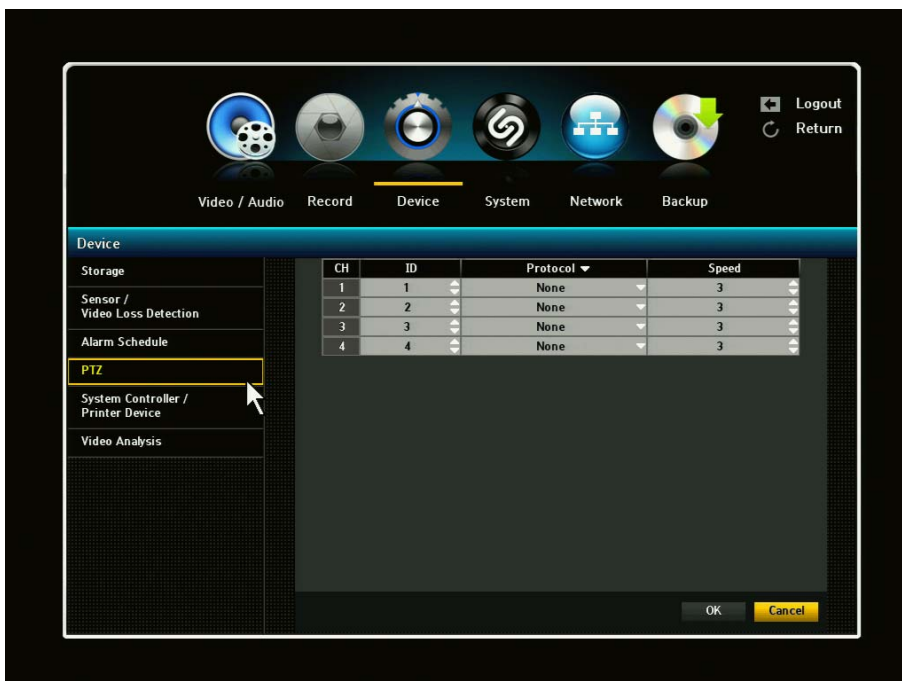 Logout
Return
Video / Audio Record Device System Network Backup
Device
Storage
Sensor /
Video Loss Detection
Alarm Schedule
PTZ
System Controller /
Printer Device
Video Analysis
CH ID Protocol Speed
1 1 None 3
2 2 None 3
3 3 None 3
4 4 None 3
OK Cancel